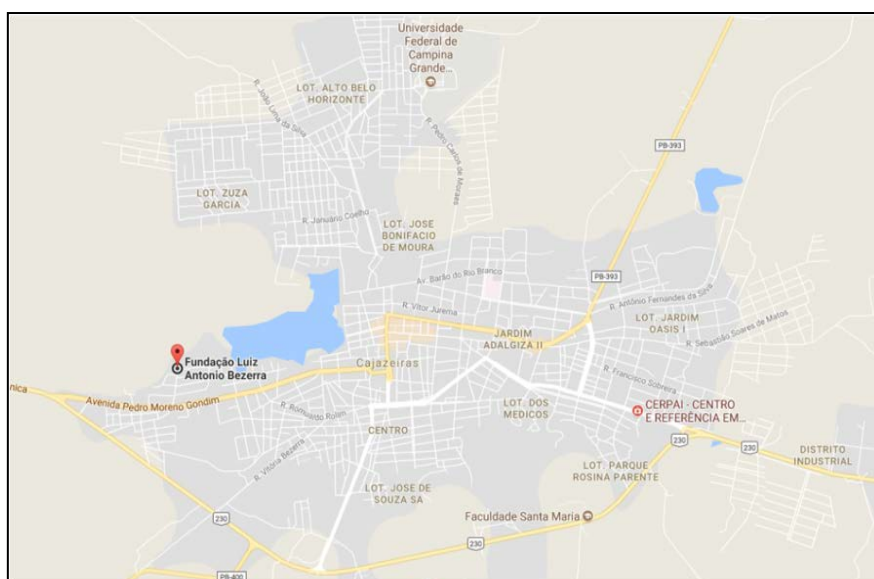 Universidade
Federal de
Campina
Grande...
LOT. ALTO BELO
HORIZONTE
R. João Lima da Silva
R. Pedro Carlos de Moraes
PB-393
LOT. ZUZA
GARCIA
R. Januário Coelho
LOT. JOSE
BONIFACIO
DE MOURA
Av. Barão do Rio Branco
PB-393
R. Antônio Fernandes da Silva
R. Vitor Jurema
LOT. JARDIM
OASIS I
R. Sebastião Soares de Matos
JARDIM
ADALGIZA II
Fundação Luiz
Antonio Bezerra
Cajazeiras
R. Francisco Sobreira
nica
Avenida Pedro Moreno Gondim
R. Romualdo Rolim
LOT. DOS
MEDICOS
CERPAI - CENTRO
E REFERÊNCIA EM...
CENTRO
230
230
DISTRITO
INDUSTRIAL
R. Vitória Bezerra
LOT. PARQUE
ROSINA PARENTE
LOT. JOSE DE
SOUZA SA
Faculdade Santa Maria
230
230
PB-400